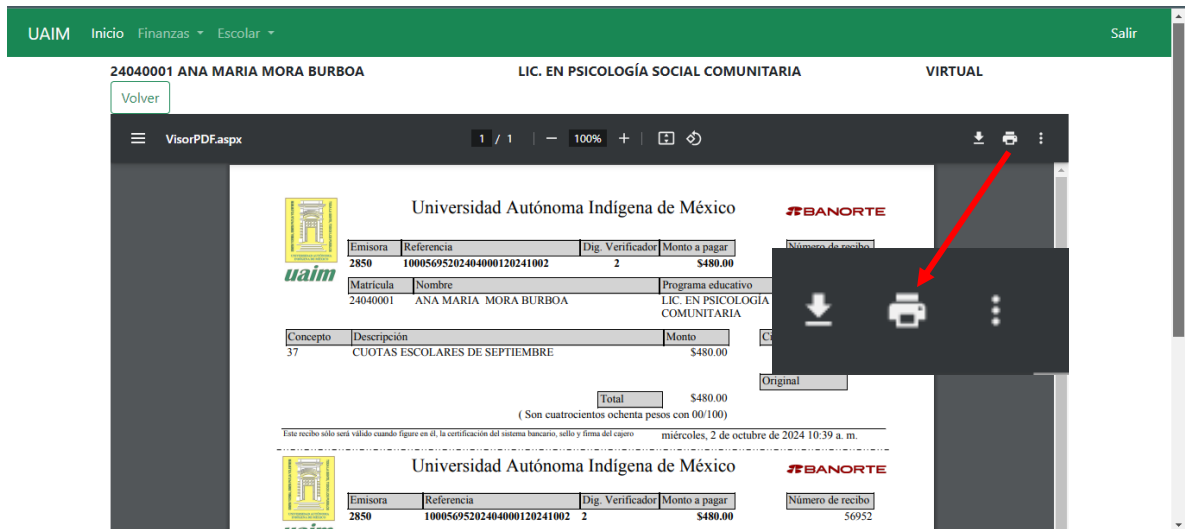 UAIM Inicio Finanzas Escolar Salir
24040001 ANA MARIA MORA BURBOA LIC. EN PSICOLOGÍA SOCIAL COMUNITARIA VIRTUAL
Volver
VisorPDF.aspx 1 / 1 100%
Universidad Autónoma Indígena de México BANORTE
uaim
Emisora Referencia Dig. Verificador Monto a pagar Número de recibo
2850 10005695202404000120241002 2 $480.00
Matrícula Nombre Programa educativo
24040001 ANA MARIA MORA BURBOA LIC. EN PSICOLOGÍA
COMUNITARIA
Concepto Descripción Monto
37 CUOTAS ESCOLARES DE SEPTIEMBRE $480.00
Original
Total $480.00
( Son cuatrocientos ochenta pesos con 00/100)
Este recibo sólo será válido cuando figure en él, la certificación del sistema bancario, sello y firma del cajero miércoles, 2 de octubre de 2024 10:39 a. m.
Universidad Autónoma Indígena de México BANORTE
Emisora Referencia Dig. Verificador Monto a pagar Número de recibo
2850 10005695202404000120241002 2 $480.00 56952